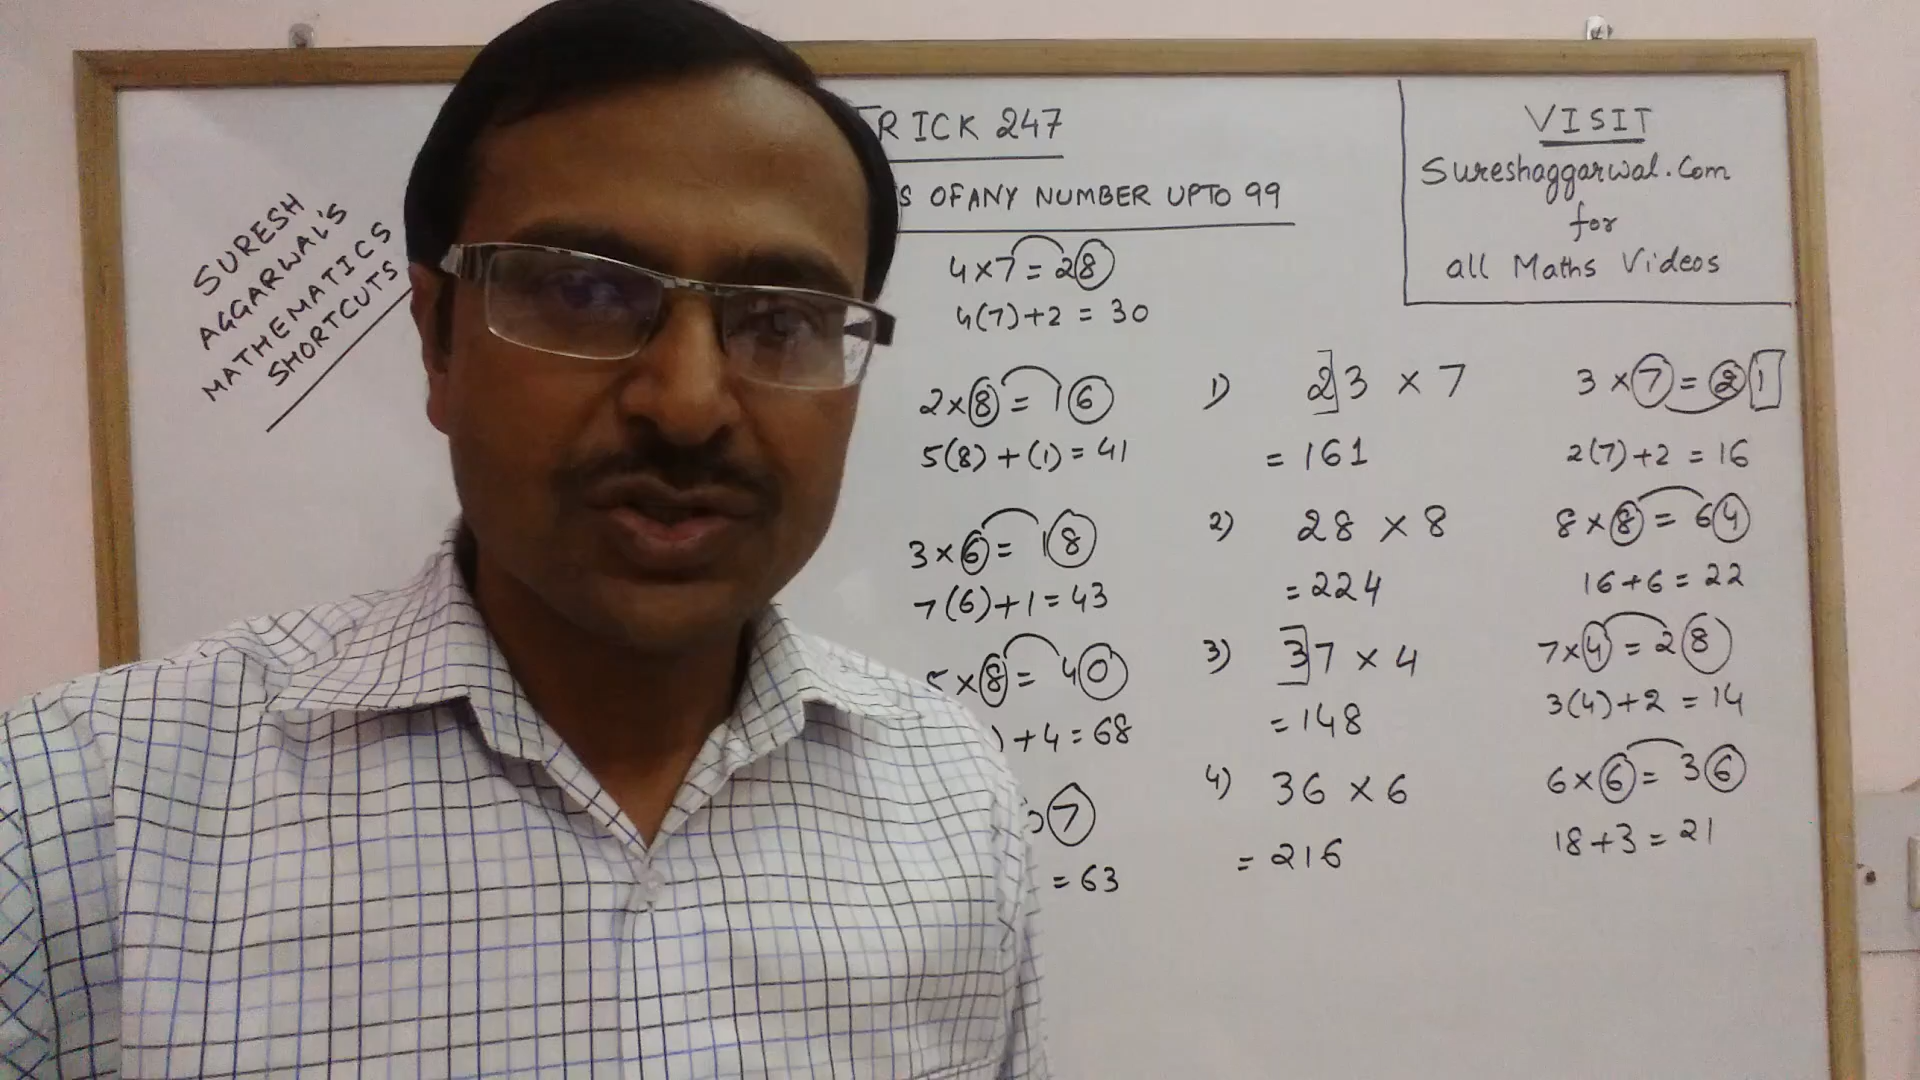 SURESH
AGGARWAL'S
MATHEMATICS
SHORTCUTS
TRICK 247
S OF ANY NUMBER UPTO 99
VISIT
Sureshaggarwal.Com
for
all Maths Videos
4×7 = 28
4(7)+2 = 30
2×8 = 16
5(8) + (1) = 41
3×6 = 18
7(6)+1 = 43
5×8 = 40
) + 4 = 68
7
= 63
1) 23 × 7
= 161
2) 28 × 8
= 224
3) 37 × 4
= 148
4) 36 × 6
= 216
3 × 7 = 21
2(7)+2 = 16
8×8 = 64
16+6 = 22
7×4 = 28
3(4)+2 = 14
6×6 = 36
18+3 = 21